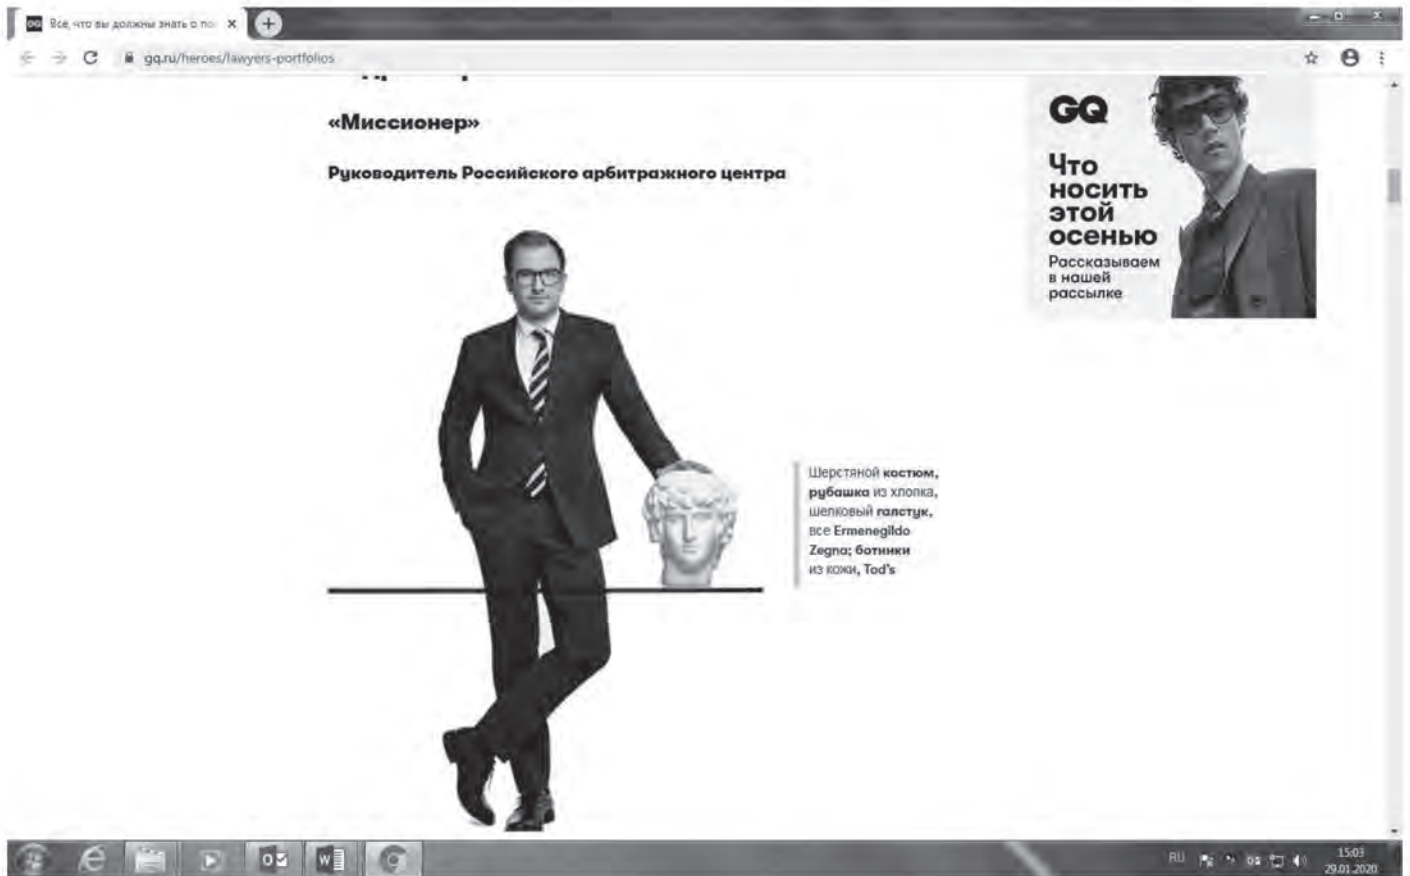 Все, что вы должны знать о по
gq.ru/heroes/lawyers-portfolios
«Миссионер»
Руководитель Российского арбитражного центра
Шерстяной костюм,
рубашка из хлопка,
шелковый галстук,
все Ermenegildo
Zegna; ботинки
из кожи, Tod's
GQ
Что
носить
этой
осенью
Рассказываем
в нашей
рассылке
RU
15:03
29.01.2020